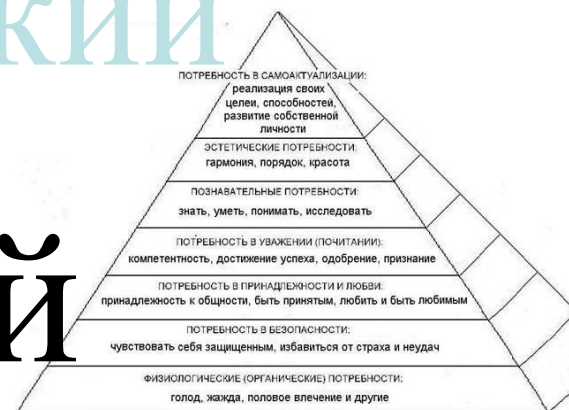 кий
ПОТРЕБНОСТЬ В САМОАКТУАЛИЗАЦИИ:
реализация своих
целей, способностей,
развитие собственной
личности
ЭСТЕТИЧЕСКИЕ ПОТРЕБНОСТИ:
гармония, порядок, красота
ПОЗНАВАТЕЛЬНЫЕ ПОТРЕБНОСТИ:
знать, уметь, понимать, исследовать
ПОТРЕБНОСТЬ В УВАЖЕНИИ (ПОЧИТАНИИ):
компетентность, достижение успеха, одобрение, признание
ПОТРЕБНОСТЬ В ПРИНАДЛЕЖНОСТИ И ЛЮБВИ:
принадлежность к общности, быть принятым, любить и быть любимым
й
ПОТРЕБНОСТЬ В БЕЗОПАСНОСТИ:
чувствовать себя защищенным, избавиться от страха и неудач
ФИЗИОЛОГИЧЕСКИЕ (ОРГАНИЧЕСКИЕ) ПОТРЕБНОСТИ:
голод, жажда, половое влечение и другие